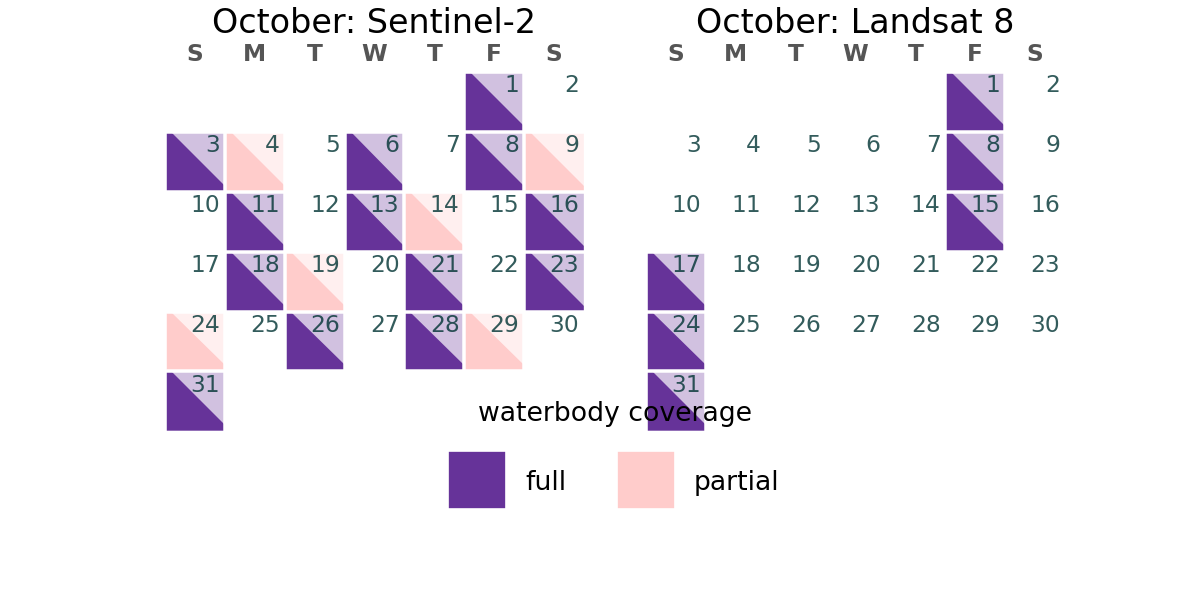 October: Sentinel-2
S M T W T F S
1 2
3 4 5 6 7 8 9
10 11 12 13 14 15 16
17 18 19 20 21 22 23
24 25 26 27 28 29 30
31
October: Landsat 8
S M T W T F S
1 2
3 4 5 6 7 8 9
10 11 12 13 14 15 16
17 18 19 20 21 22 23
24 25 26 27 28 29 30
31
waterbody coverage
full partial